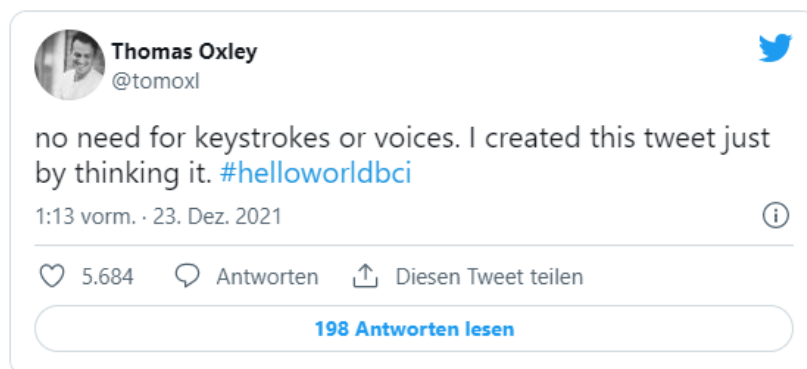 Thomas Oxley
@tomoxl
no need for keystrokes or voices. I created this tweet just
by thinking it. #helloworldbci
1:13 vorm. · 23. Dez. 2021
5.684 Antworten Diesen Tweet teilen
198 Antworten lesen